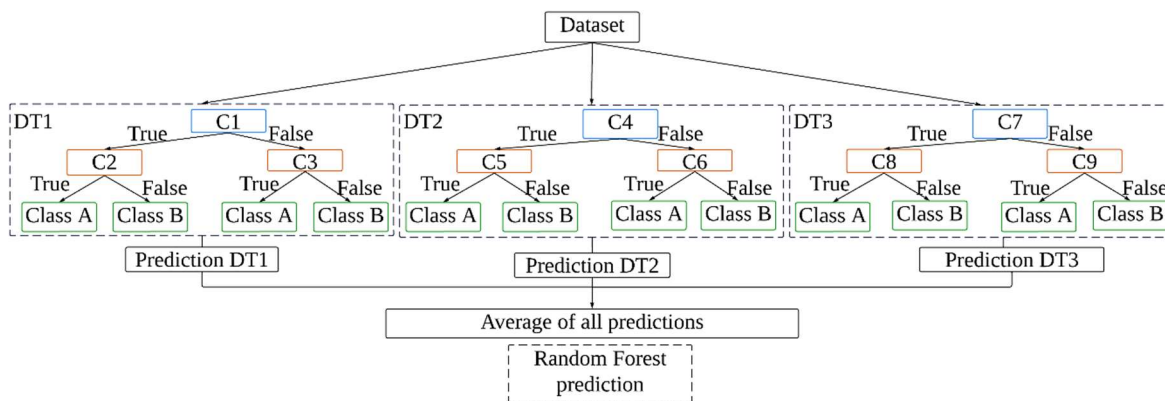 Dataset
DT1 C1
True False
C2 C3
True False True False
Class A Class B Class A Class B
Prediction DT1
DT2 C4
True False
C5 C6
True False True False
Class A Class B Class A Class B
Prediction DT2
DT3 C7
True False
C8 C9
True False True False
Class A Class B Class A Class B
Prediction DT3
Average of all predictions
Random Forest
prediction